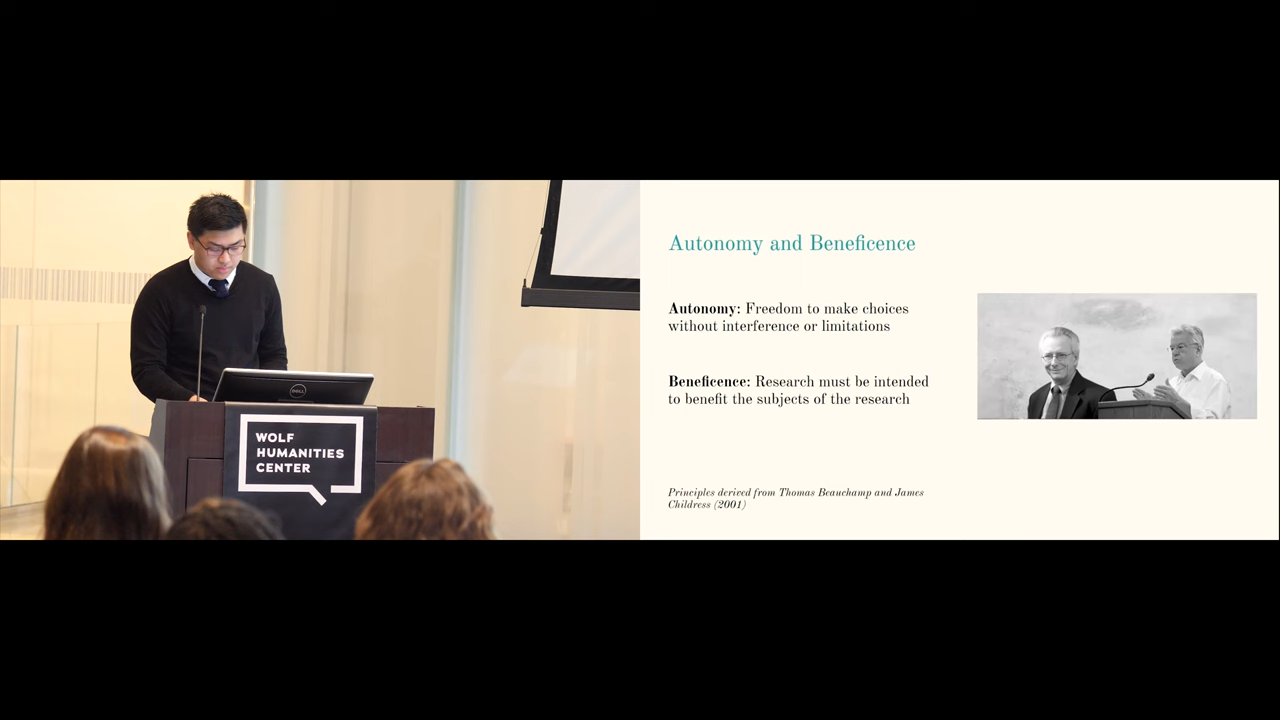 DELL
WOLF
HUMANITIES
CENTER
Autonomy and Beneficence
Autonomy: Freedom to make choices
without interference or limitations
Beneficence: Research must be intended
to benefit the subjects of the research
Principles derived from Thomas Beauchamp and James
Childress (2001)